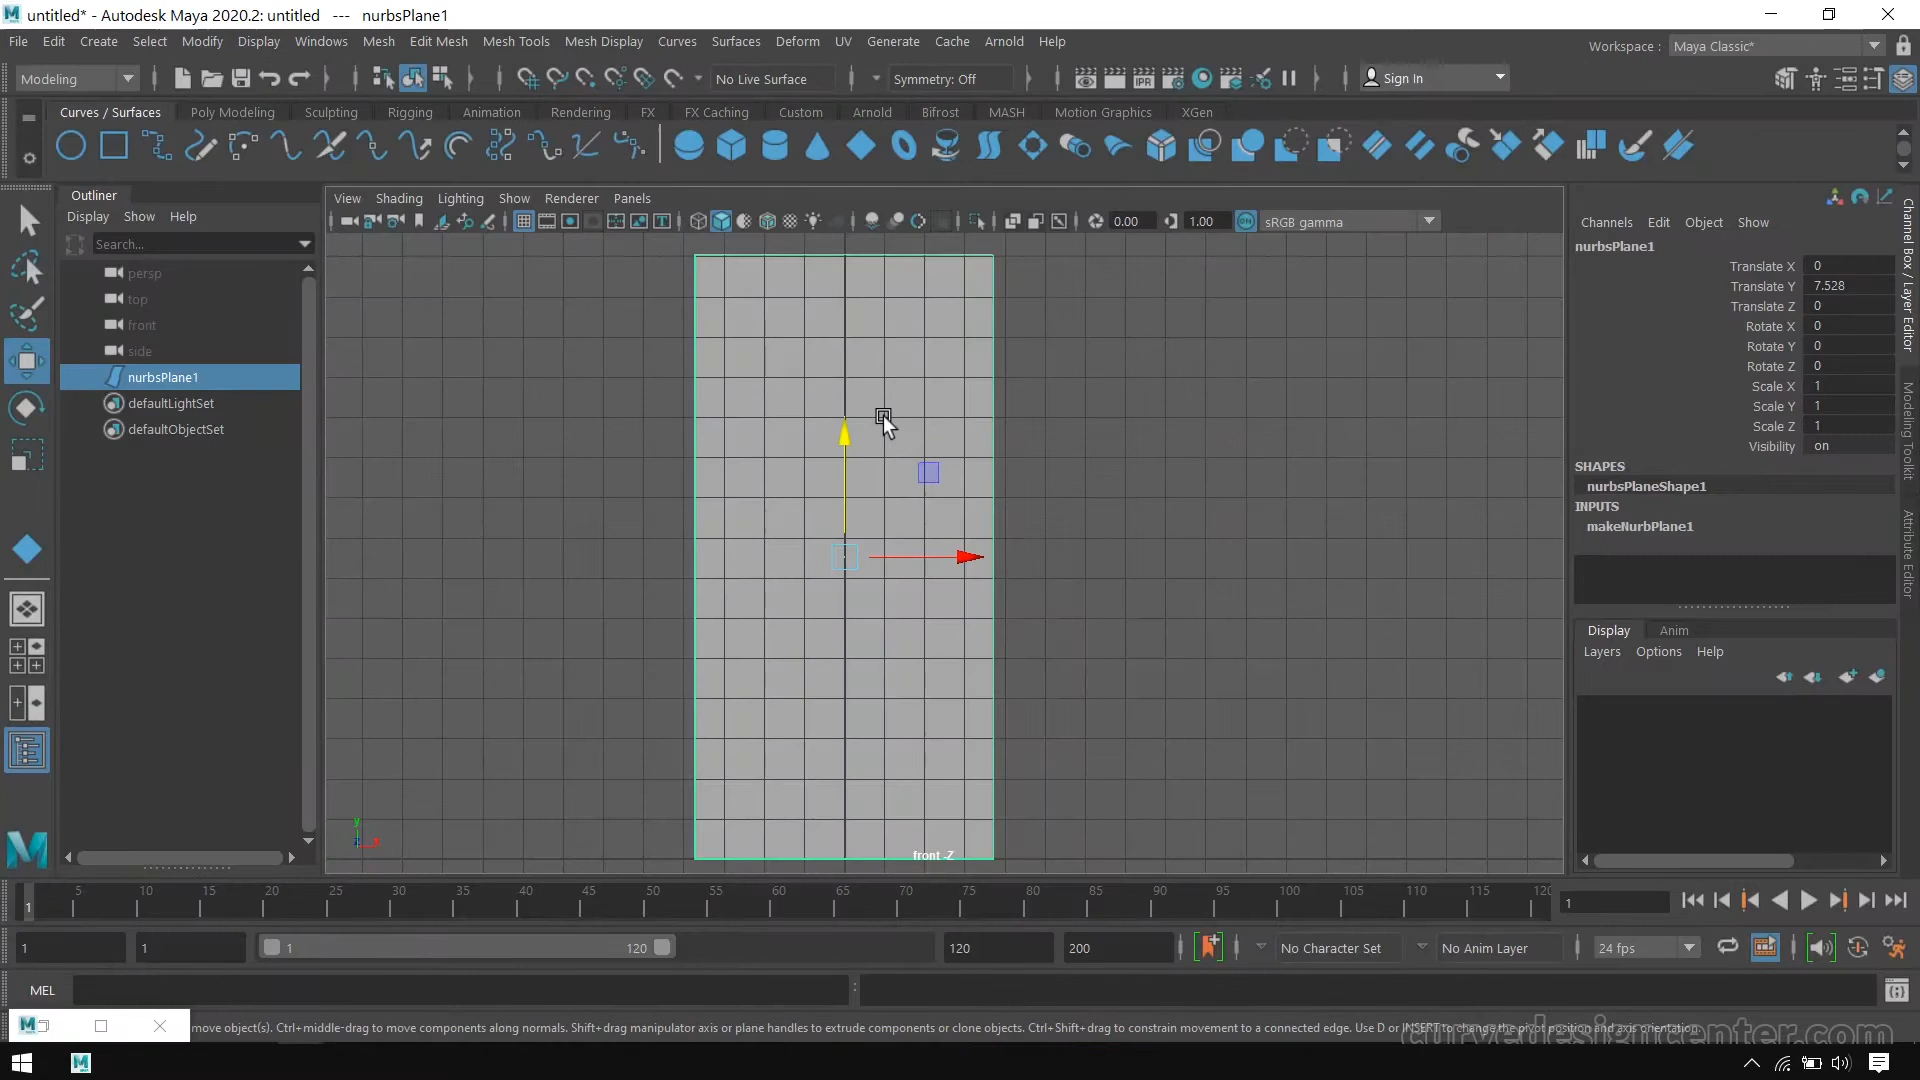 untitled* - Autodesk Maya 2020.2: untitled --- nurbsPlane1
File Edit Create Select Modify Display Windows Mesh Edit Mesh Mesh Tools Mesh Display Curves Surfaces Deform UV Generate Cache Arnold Help
Workspace : Maya Classic*
Modeling No Live Surface Symmetry: Off IPR Sign In
Curves / Surfaces Poly Modeling Sculpting Rigging Animation Rendering FX FX Caching Custom Arnold Bifrost MASH Motion Graphics XGen
Outliner
Display Show Help
Search...
persp
top
front
side
nurbsPlane1
defaultLightSet
defaultObjectSet
View Shading Lighting Show Renderer Panels
0.00 1.00 sRGB gamma
y
z x
front -Z
Channels Edit Object Show
nurbsPlane1
Translate X 0
Translate Y 7.528
Translate Z 0
Rotate X 0
Rotate Y 0
Rotate Z 0
Scale X 1
Scale Y 1
Scale Z 1
Visibility on
SHAPES
nurbsPlaneShape1
INPUTS
makeNurbPlane1
Display Anim
Layers Options Help
Channel Box / Layer Editor
Modeling Toolkit
Attribute Editor
1 5 10 15 20 25 30 35 40 45 50 55 60 65 70 75 80 85 90 95 100 105 110 115 120
1
1 1 1 120 120 200 No Character Set No Anim Layer 24 fps
MEL
move object(s). Ctrl+middle-drag to move components along normals. Shift+drag manipulator axis or plane handles to extrude components or clone objects. Ctrl+Shift+drag to constrain movement to a connected edge. Use D or INSERT to change the pivot position and axis orientation.
curvedesigncenter.com